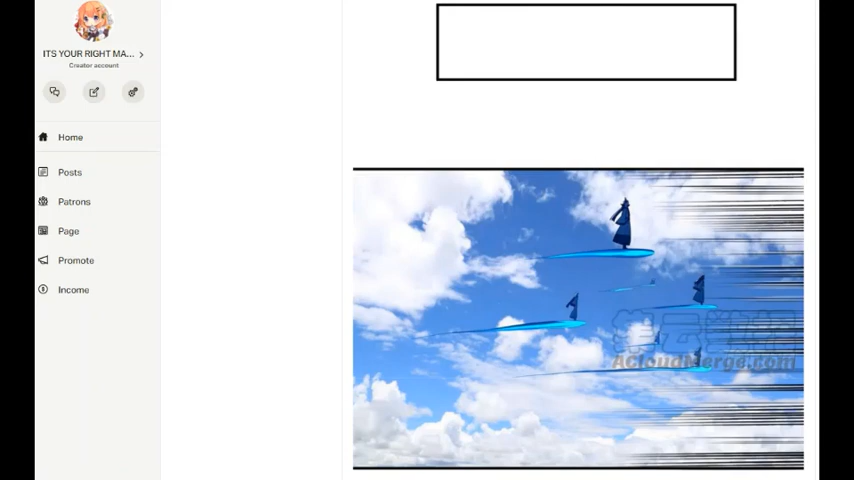 ITS YOUR RIGHT MA...
Creator account
Home
Posts
Patrons
Page
Promote
Income
ACloudMerge.com